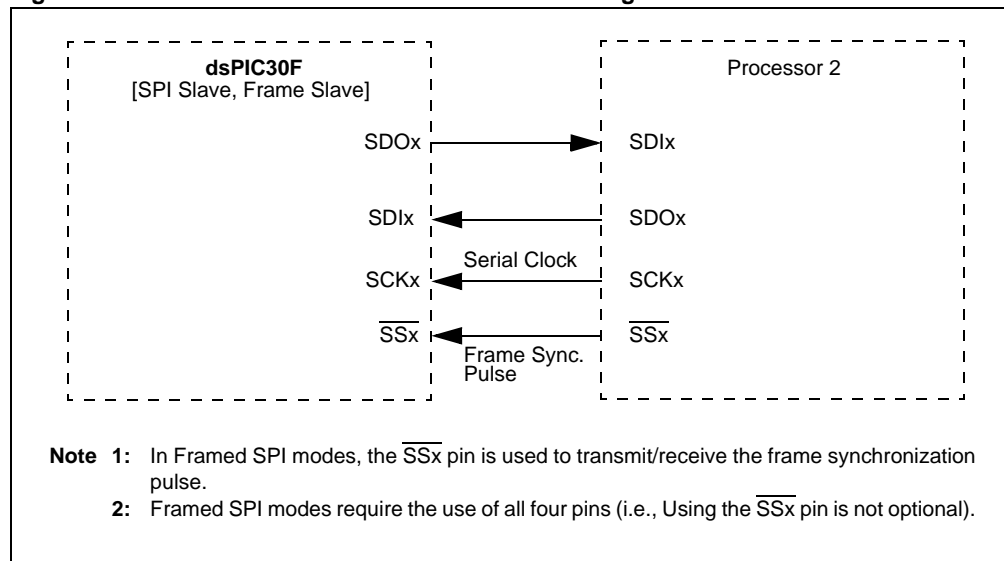 dsPIC30F
[SPI Slave, Frame Slave]
Processor 2
SDOx
SDIx
SDIx
SDOx
Serial Clock
SCKx
SCKx
SSx
SSx
Frame Sync.
Pulse
Note 1: In Framed SPI modes, the SSx pin is used to transmit/receive the frame synchronization
pulse.
2: Framed SPI modes require the use of all four pins (i.e., Using the SSx pin is not optional).